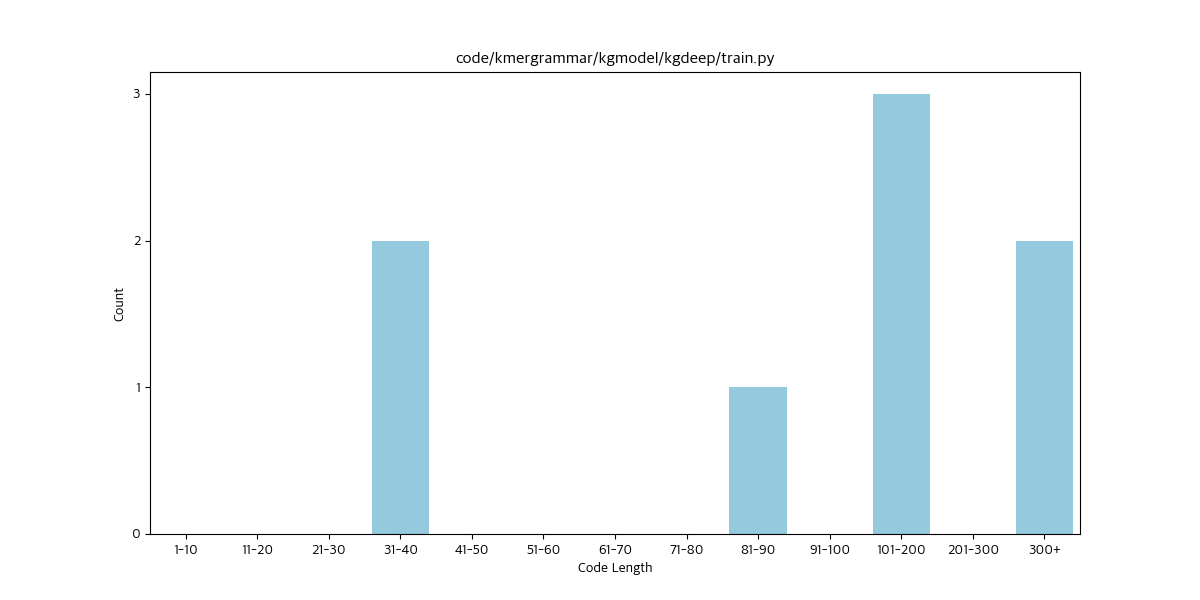 code/kmergrammar/kgmodel/kgdeep/train.py
Count
3
2
1
0
1-10 11-20 21-30 31-40 41-50 51-60 61-70 71-80 81-90 91-100 101-200 201-300 300+
Code Length